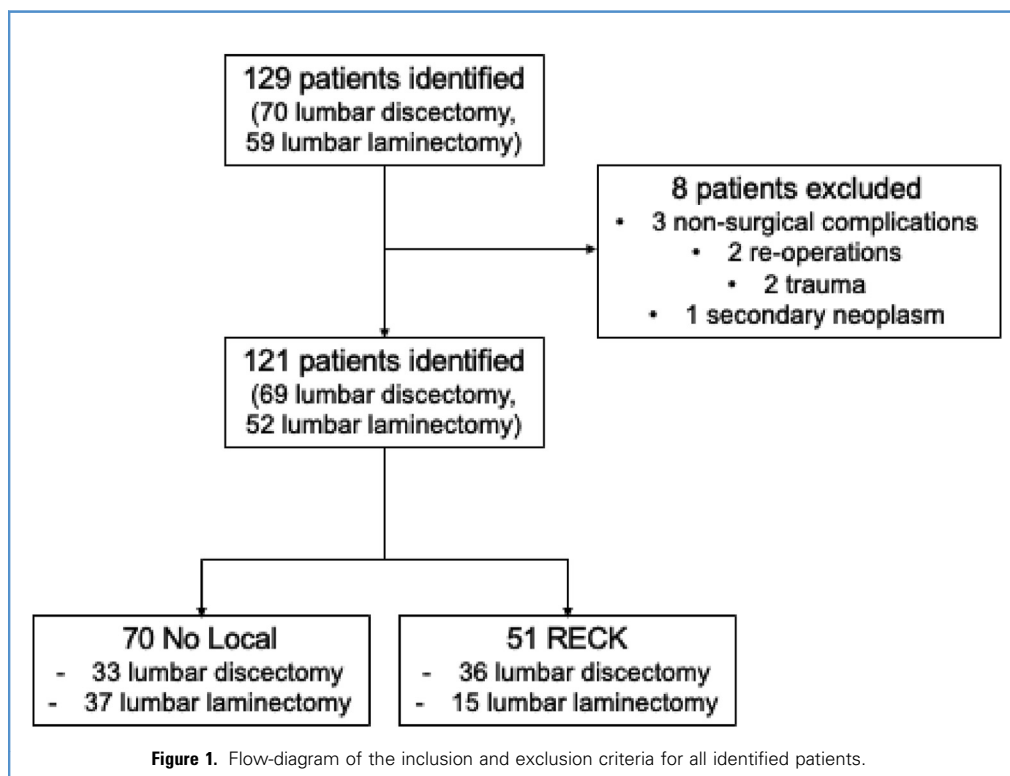 129 patients identified
(70 lumbar discectomy,
59 lumbar laminectomy)
8 patients excluded
• 3 non-surgical complications
• 2 re-operations
• 2 trauma
• 1 secondary neoplasm
121 patients identified
(69 lumbar discectomy,
52 lumbar laminectomy)
70 No Local
- 33 lumbar discectomy
- 37 lumbar laminectomy
51 RECK
- 36 lumbar discectomy
- 15 lumbar laminectomy
Figure 1. Flow-diagram of the inclusion and exclusion criteria for all identified patients.